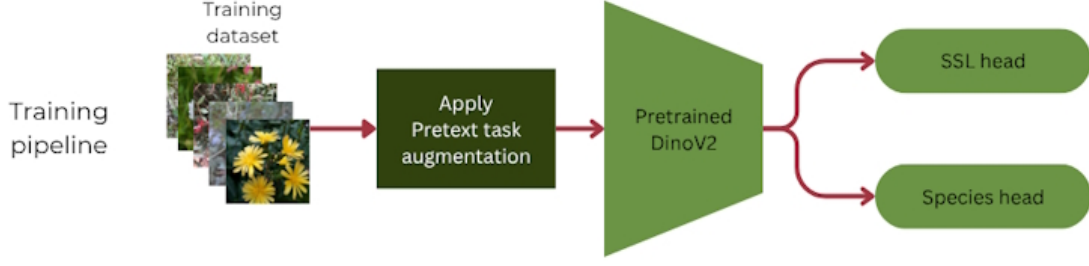 Training
dataset
Training
pipeline
Apply
Pretext task
augmentation
Pretrained
DinoV2
SSL head
Species head